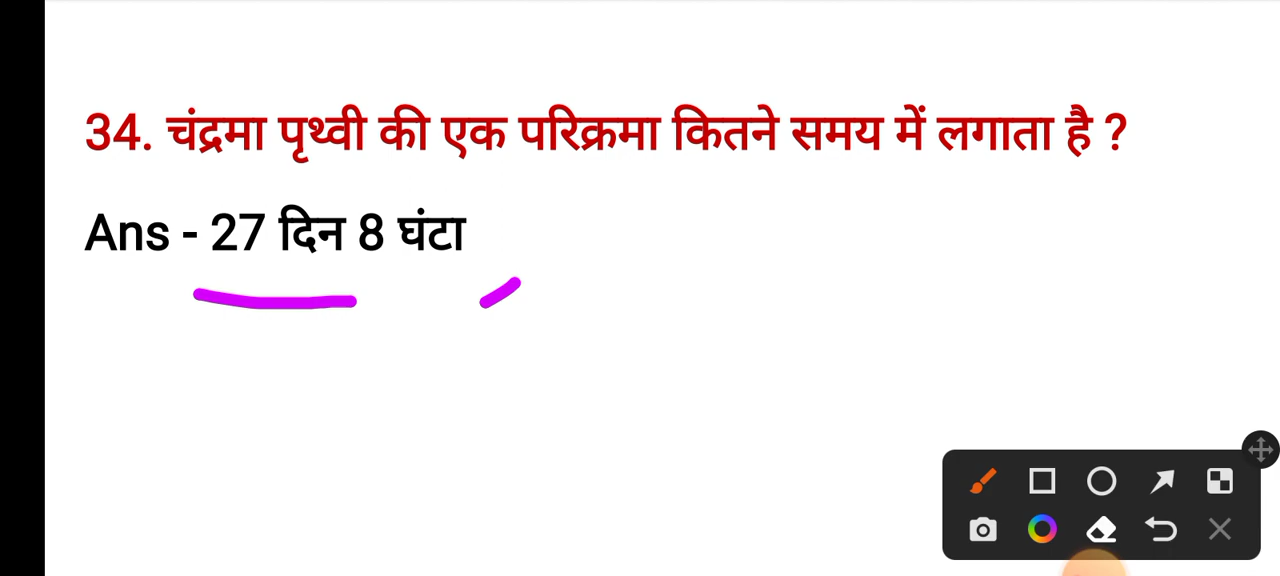 34. चंद्रमा पृथ्वी की एक परिक्रमा कितने समय में लगाता है ?
Ans - 27 दिन 8 घंटा